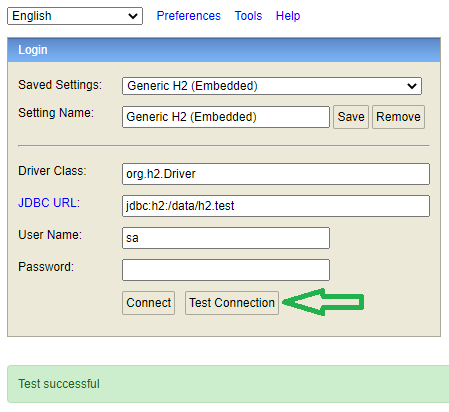 English Preferences Tools Help
Login
Saved Settings: Generic H2 (Embedded)
Setting Name: Generic H2 (Embedded) Save Remove
Driver Class: org.h2.Driver
JDBC URL: jdbc:h2:/data/h2.test
User Name: sa
Password:
Connect Test Connection
Test successful